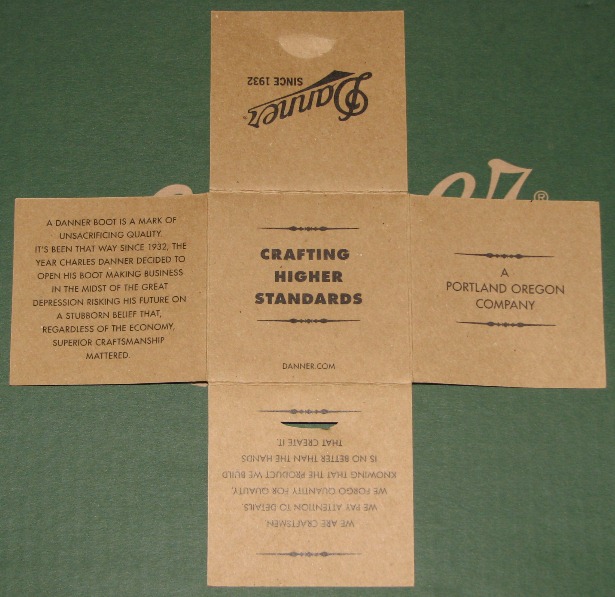 Danner
SINCE 1932
A DANNER BOOT IS A MARK OF
UNSACRIFICING QUALITY.
IT'S BEEN THAT WAY SINCE 1932, THE
YEAR CHARLES DANNER DECIDED TO
OPEN HIS BOOT MAKING BUSINESS
IN THE MIDST OF THE GREAT
DEPRESSION RISKING HIS FUTURE ON
A STUBBORN BELIEF THAT,
REGARDLESS OF THE ECONOMY,
SUPERIOR CRAFTSMANSHIP
MATTERED.
CRAFTING
HIGHER
STANDARDS
DANNER.COM
A
PORTLAND OREGON
COMPANY
WE ARE CRAFTSMEN
WE PAY ATTENTION TO DETAILS.
WE FORGO QUANTITY FOR QUALITY,
KNOWING THAT THE PRODUCT WE BUILD
IS NO BETTER THAN THE HANDS
THAT CREATE IT.